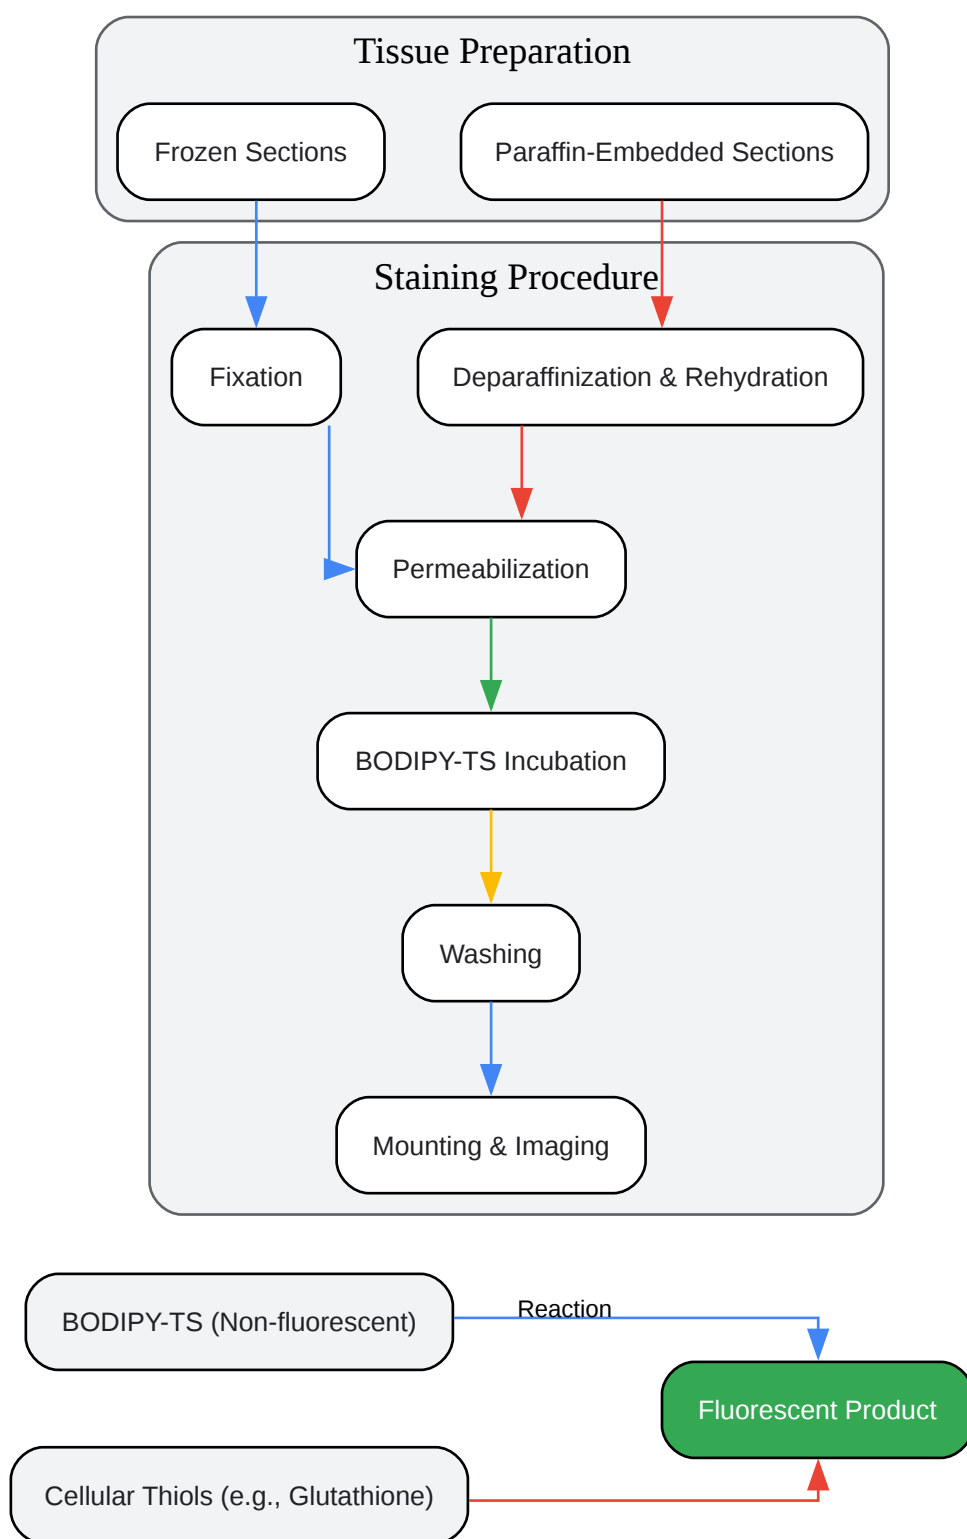 Tissue Preparation
Frozen Sections
Paraffin-Embedded Sections
Staining Procedure
Fixation
Deparaffinization & Rehydration
Permeabilization
BODIPY-TS Incubation
Washing
Mounting & Imaging
BODIPY-TS (Non-fluorescent)
Reaction
Fluorescent Product
Cellular Thiols (e.g., Glutathione)